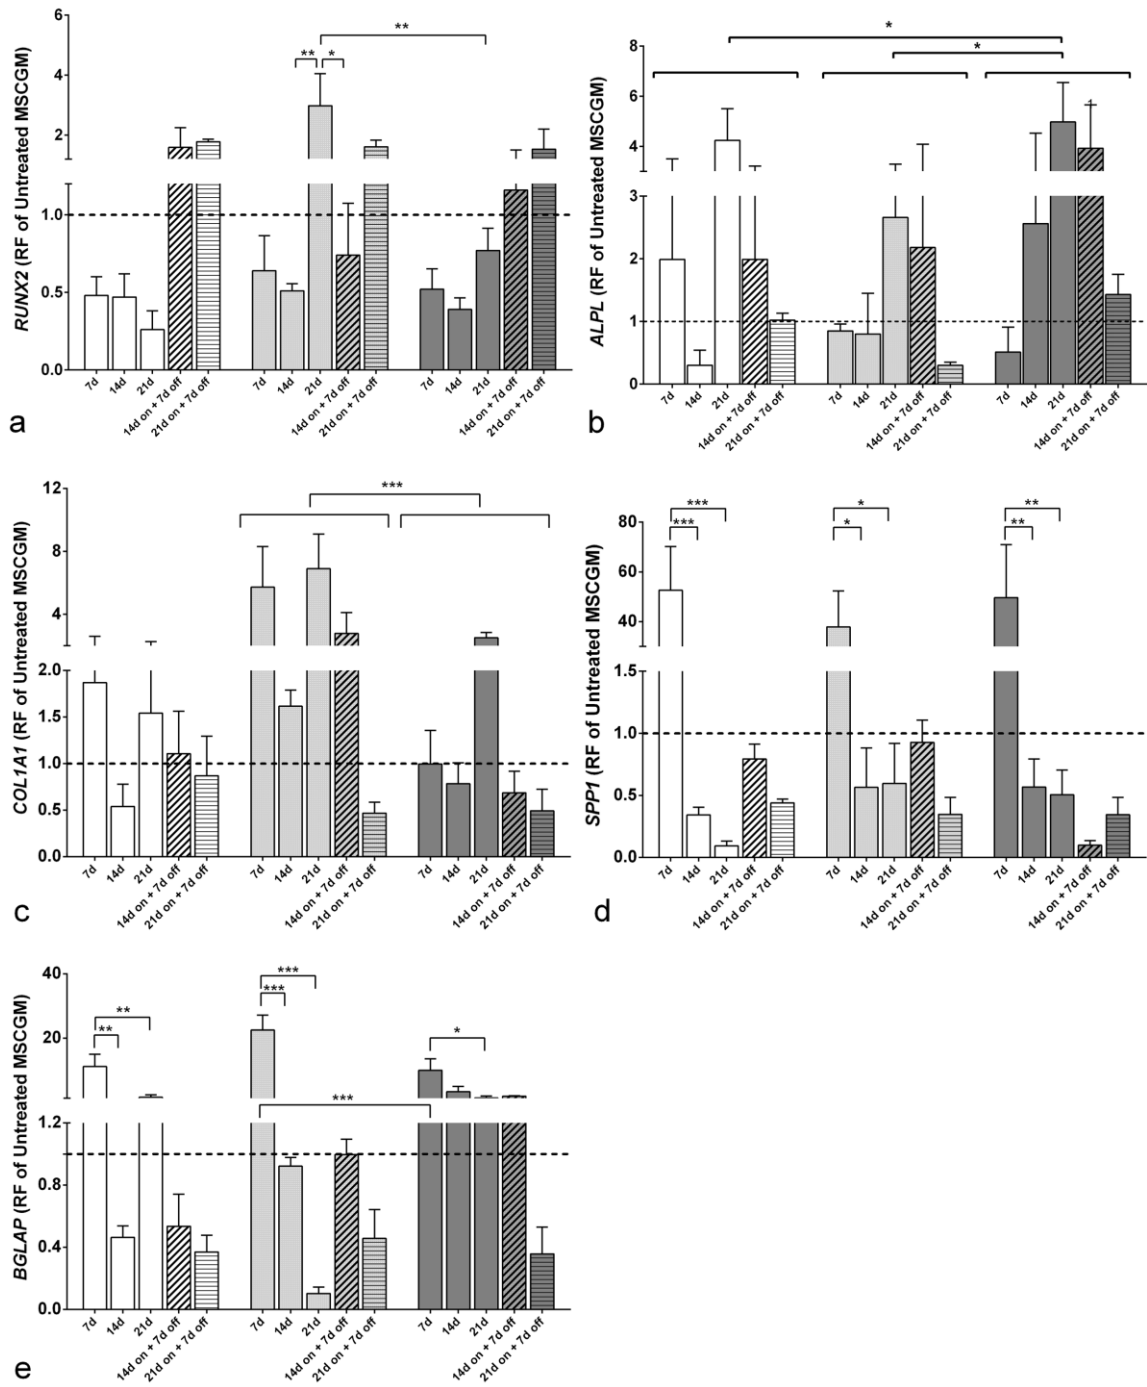 6
4
2
1.0
0.5
0.0
RUNX2 (RF of Untreated MSCGM)
**
*
**
7d 14d 21d 14d on + 7d off 21d on + 7d off
7d 14d 21d 14d on + 7d off 21d on + 7d off
7d 14d 21d 14d on + 7d off 21d on + 7d off
a
8
6
4
3
2
1
0
ALPL (RF of Untreated MSCGM)
*
*
7d 14d 21d 14d on + 7d off 21d on + 7d off
7d 14d 21d 14d on + 7d off 21d on + 7d off
7d 14d 21d 14d on + 7d off 21d on + 7d off
b
12
8
4
2.0
1.5
1.0
0.5
0.0
COL1A1 (RF of Untreated MSCGM)
***
7d 14d 21d 14d on + 7d off 21d on + 7d off
7d 14d 21d 14d on + 7d off 21d on + 7d off
7d 14d 21d 14d on + 7d off 21d on + 7d off
c
80
60
40
1.5
1.0
0.5
0.0
SPP1 (RF of Untreated MSCGM)
***
***
*
*
**
**
7d 14d 21d 14d on + 7d off 21d on + 7d off
7d 14d 21d 14d on + 7d off 21d on + 7d off
7d 14d 21d 14d on + 7d off 21d on + 7d off
d
40
20
1.2
0.8
0.4
0.0
BGLAP (RF of Untreated MSCGM)
**
**
***
***
*
***
7d 14d 21d 14d on + 7d off 21d on + 7d off
7d 14d 21d 14d on + 7d off 21d on + 7d off
7d 14d 21d 14d on + 7d off 21d on + 7d off
e